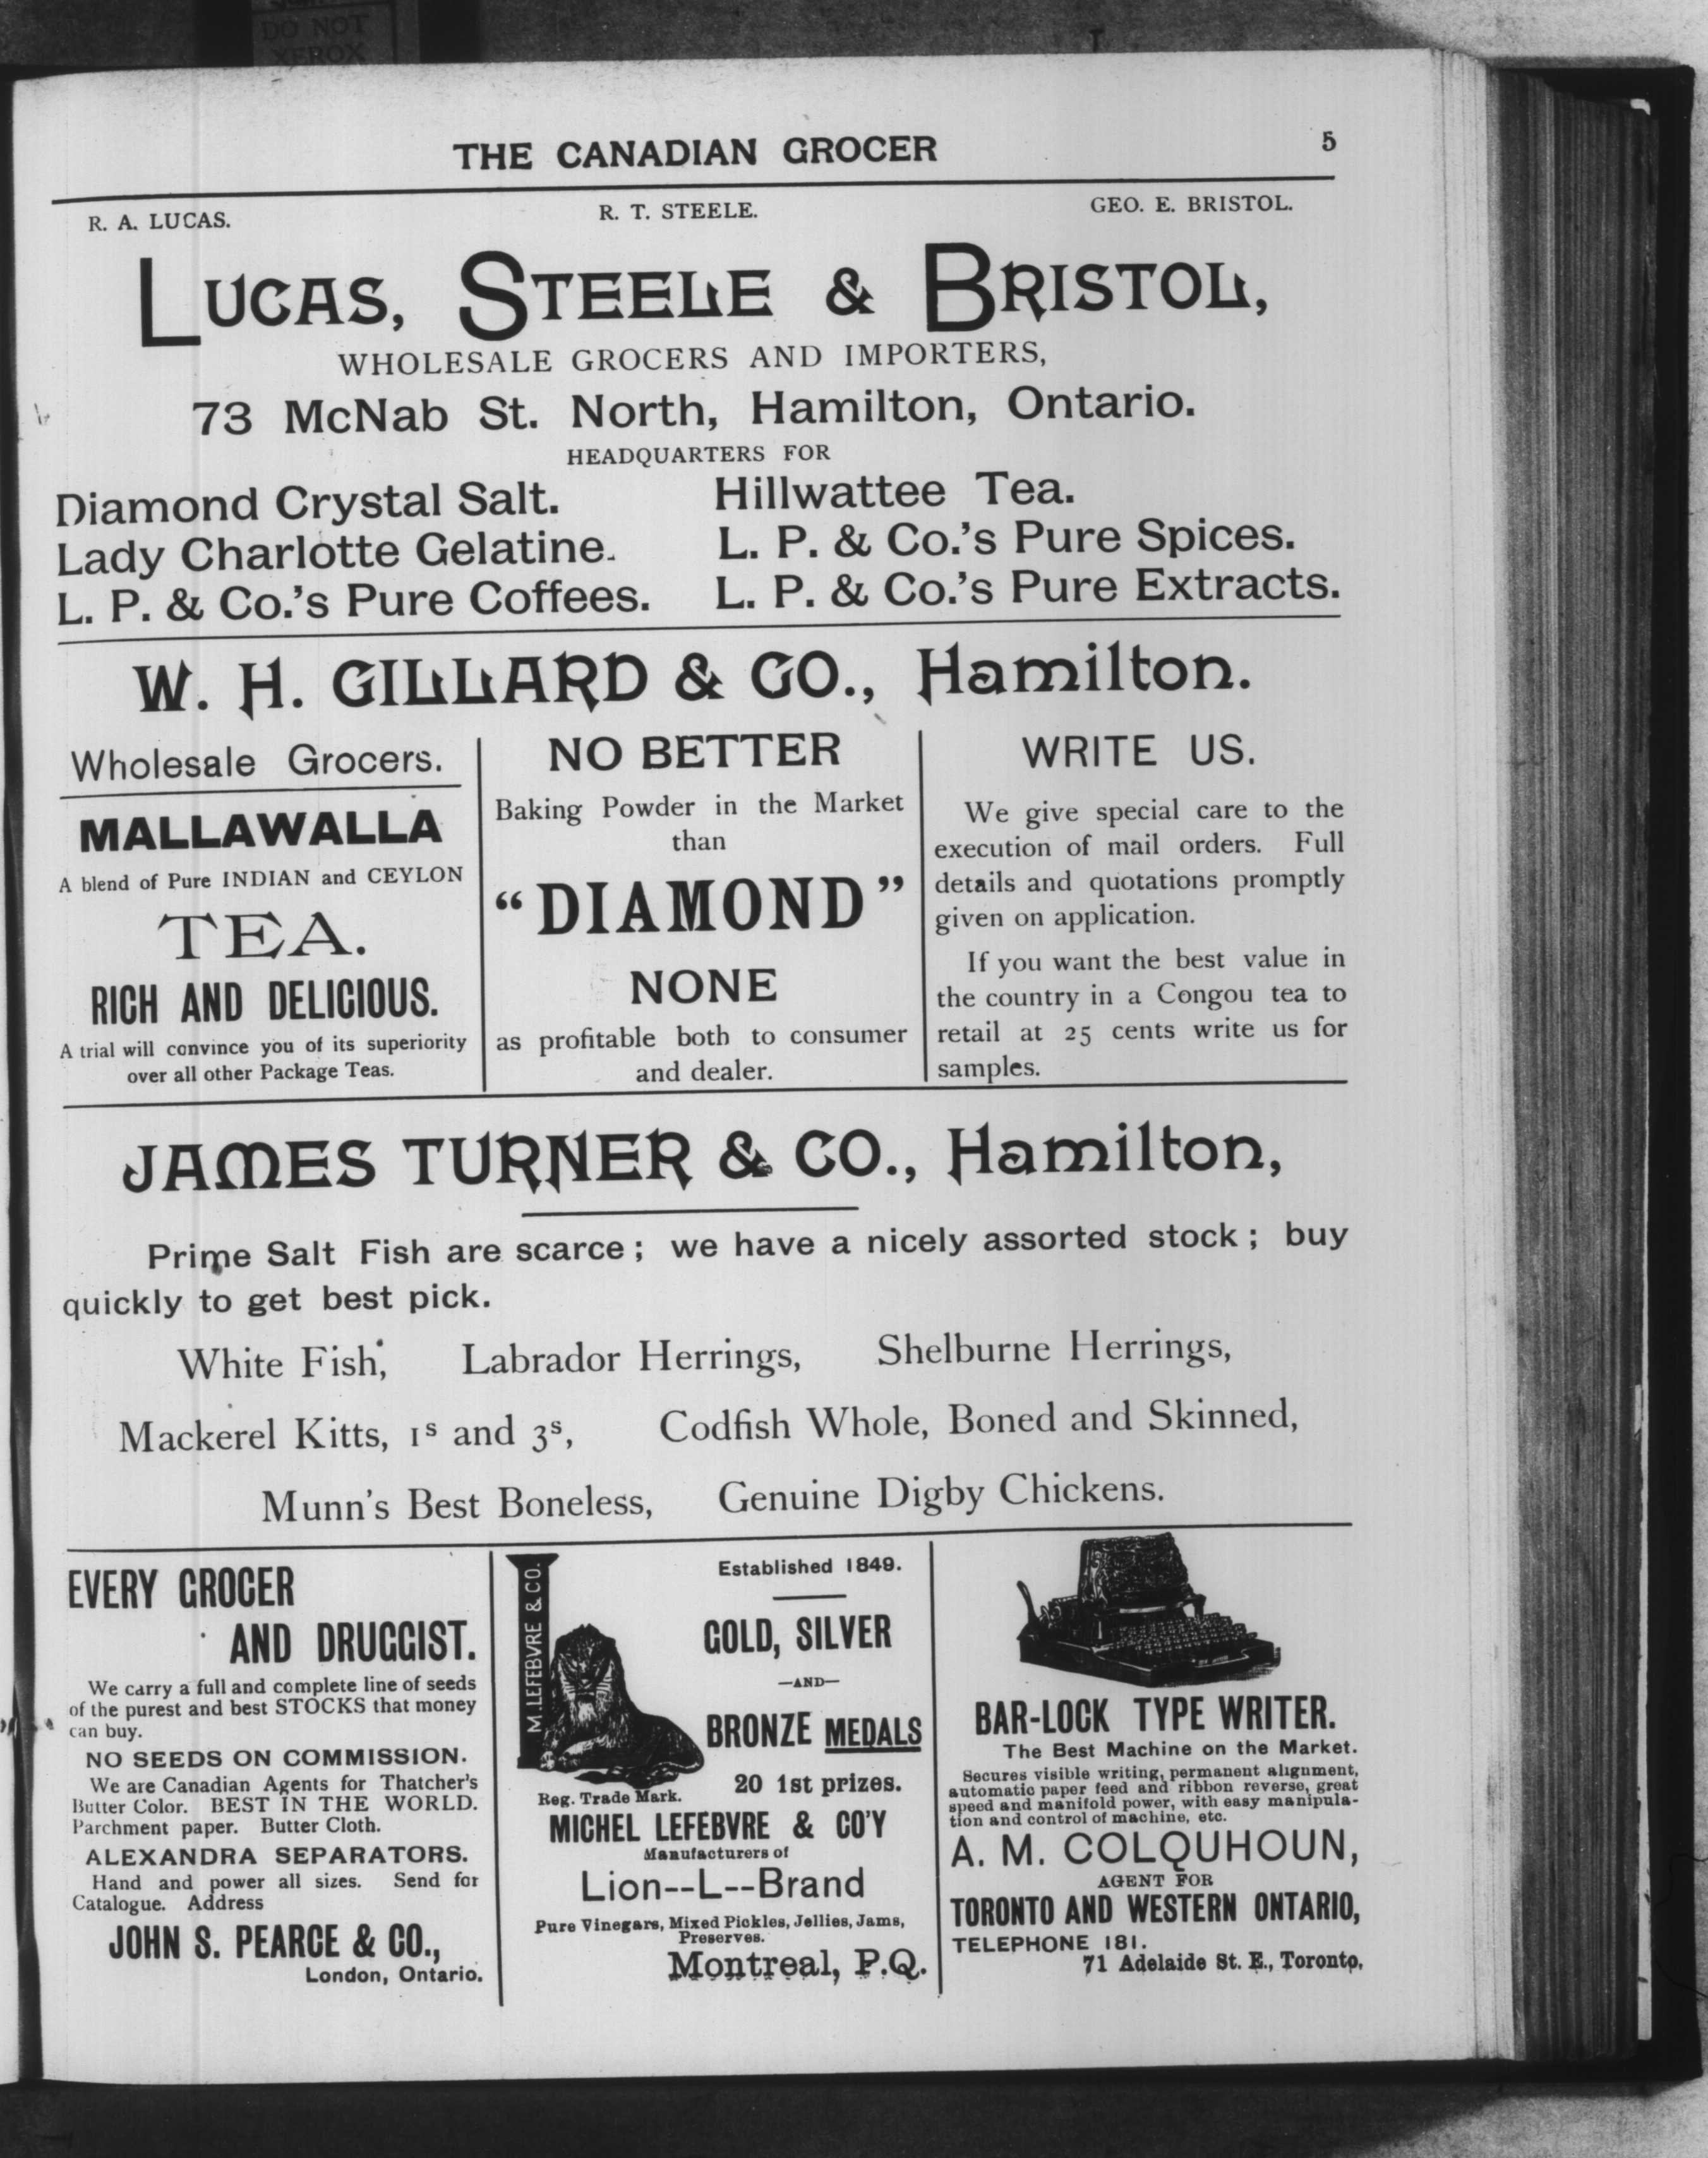 DO NOT
XEROX
THE CANADIAN GROCER
5
R. A. LUCAS.
R. T. STEELE.
GEO. E. BRISTOL.
LUCAS, STEELE & BRISTOL,
WHOLESALE GROCERS AND IMPORTERS,
73 McNab St. North, Hamilton, Ontario.
HEADQUARTERS FOR
Diamond Crystal Salt.
Lady Charlotte Gelatine.
L. P. & Co.'s Pure Coffees.
Hillwattee Tea.
L. P. & Co.'s Pure Spices.
L. P. & Co.'s Pure Extracts.
W. H. GILLARD & CO., Hamilton.
Wholesale Grocers.
MALLAWALLA
A blend of Pure INDIAN and CEYLON
TEA.
RICH AND DELICIOUS.
A trial will convince you of its superiority
over all other Package Teas.
NO BETTER
Baking Powder in the Market
than
"DIAMOND"
NONE
as profitable both to consumer
and dealer.
WRITE US.
We give special care to the
execution of mail orders. Full
details and quotations promptly
given on application.
If you want the best value in
the country in a Congou tea to
retail at 25 cents write us for
samples.
JAMES TURNER & CO., Hamilton,
Prime Salt Fish are scarce; we have a nicely assorted stock; buy
quickly to get best pick.
White Fish, Labrador Herrings, Shelburne Herrings,
Mackerel Kitts, 1s and 3s, Codfish Whole, Boned and Skinned,
Munn's Best Boneless, Genuine Digby Chickens.
EVERY GROCER
AND DRUGGIST.
We carry a full and complete line of seeds
of the purest and best STOCKS that money
can buy.
NO SEEDS ON COMMISSION.
We are Canadian Agents for Thatcher's
Butter Color. BEST IN THE WORLD.
Parchment paper. Butter Cloth.
ALEXANDRA SEPARATORS.
Hand and power all sizes. Send for
Catalogue. Address
JOHN S. PEARCE & CO.,
London, Ontario.
M. LEFEBVRE & CO.
Established 1849.
GOLD, SILVER
—AND—
BRONZE MEDALS
20 1st prizes.
Reg. Trade Mark.
MICHEL LEFEBVRE & CO'Y
Manufacturers of
Lion--L--Brand
Pure Vinegars, Mixed Pickles, Jellies, Jams,
Preserves.
Montreal, P.Q.
BAR-LOCK TYPE WRITER.
The Best Machine on the Market.
Secures visible writing, permanent alignment,
automatic paper feed and ribbon reverse, great
speed and manifold power, with easy manipula-
tion and control of machine, etc.
A. M. COLQUHOUN,
AGENT FOR
TORONTO AND WESTERN ONTARIO,
TELEPHONE 181.
71 Adelaide St. E., Toronto,